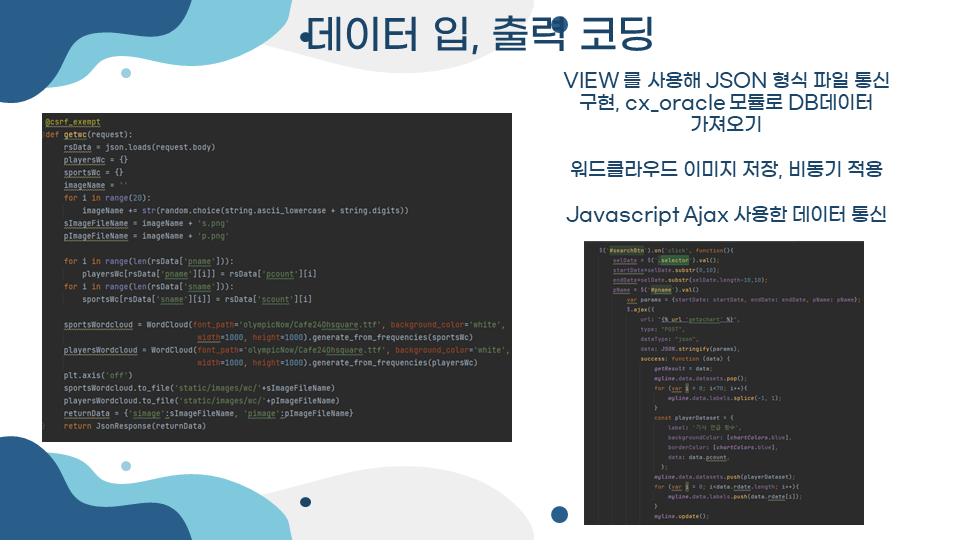 데이터 입, 출력 코딩
VIEW 를 사용해 JSON 형식 파일 통신
구현, cx_oracle 모듈로 DB데이터
가져오기
워드클라우드 이미지 저장, 비동기 적용
Javascript Ajax 사용한 데이터 통신
@csrf_exempt
def getwc(request):
rsData = json.loads(request.body)
playersWc = {}
sportsWc = {}
imageName = ''
for i in range(20):
imageName += str(random.choice(string.ascii_lowercase + string.digits))
sImageFileName = imageName + 's.png'
pImageFileName = imageName + 'p.png'
for i in range(len(rsData['pname'])):
playersWc[rsData['pname'][i]] = rsData['pcount'][i]
for i in range(len(rsData['sname'])):
sportsWc[rsData['sname'][i]] = rsData['scount'][i]
sportsWordcloud = WordCloud(font_path='olympicNow/Cafe24Ohsquare.ttf', background_color='white',
width=1000, height=1000).generate_from_frequencies(sportsWc)
playersWordcloud = WordCloud(font_path='olympicNow/Cafe24Ohsquare.ttf', background_color='white',
width=1000, height=1000).generate_from_frequencies(playersWc)
plt.axis('off')
sportsWordcloud.to_file('static/images/wc/'+sImageFileName)
playersWordcloud.to_file('static/images/wc/'+pImageFileName)
returnData = {'simage':sImageFileName, 'pimage':pImageFileName}
return JsonResponse(returnData)
$('#searchBtn').on('click', function(){
selDate = $('.selector').val();
startDate=selDate.substr(0,10);
endDate=selDate.substr(selDate.length-10,10);
pName = $('#pname').val()
var params = {startDate: startDate, endDate: endDate, pName: pName};
$.ajax({
url: "{% url 'getpchart' %}",
type: "POST",
dataType: "json",
data: JSON.stringify(params),
success: function (data) {
getResult = data;
myline.data.datasets.pop();
for (var i = 0; i<70; i++){
myline.data.labels.splice(-1, 1);
}
const playerDataset = {
label: '기사 언급 횟수',
backgroundColor: [chartColors.blue],
borderColor: [chartColors.blue],
data: data.pcount,
};
myline.data.datasets.push(playerDataset);
for (var i = 0; i<data.rdate.length; i++){
myline.data.labels.push(data.rdate[i]);
}
myline.update();